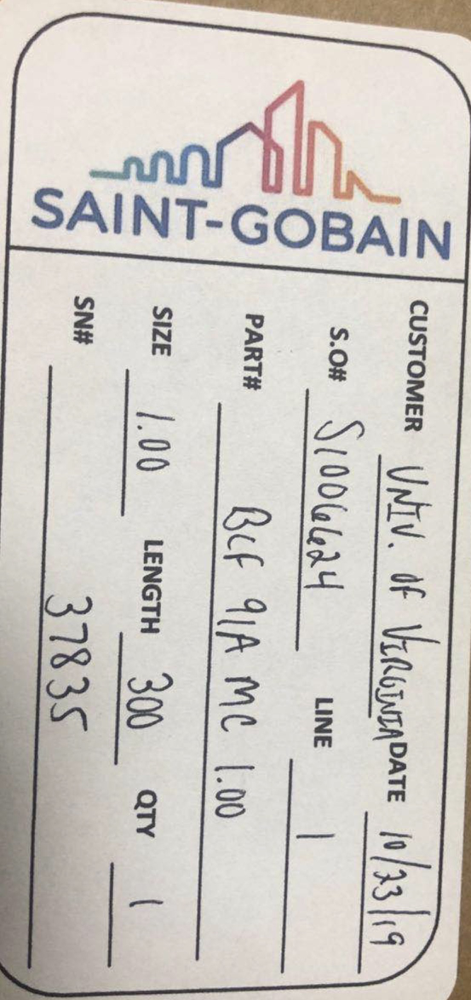 SAINT-GOBAIN
CUSTOMER UNIV. OF VIRGINIA DATE 10/23/19
S.O# S1006624 LINE 1
PART# BCF 91A MC 1.00
SIZE 1.00 LENGTH 300 QTY 1
SN# 37835